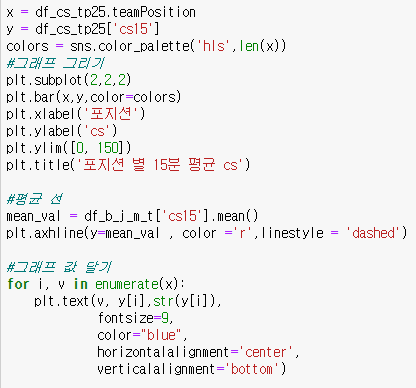 x = df_cs_tp25.teamPosition
y = df_cs_tp25['cs15']
colors = sns.color_palette('hls',len(x))
#그래프 그리기
plt.subplot(2,2,2)
plt.bar(x,y,color=colors)
plt.xlabel('포지션')
plt.ylabel('cs')
plt.ylim([0, 150])
plt.title('포지션 별 15분 평균 cs')
#평균 선
mean_val = df_b_i_m_t['cs15'].mean()
plt.axhline(y=mean_val , color ='r',linestyle = 'dashed')
#그래프 값 달기
for i, v in enumerate(x):
plt.text(v, y[i],str(y[i]),
fontsize=9,
color="blue",
horizontalalignment='center',
verticalalignment='bottom')